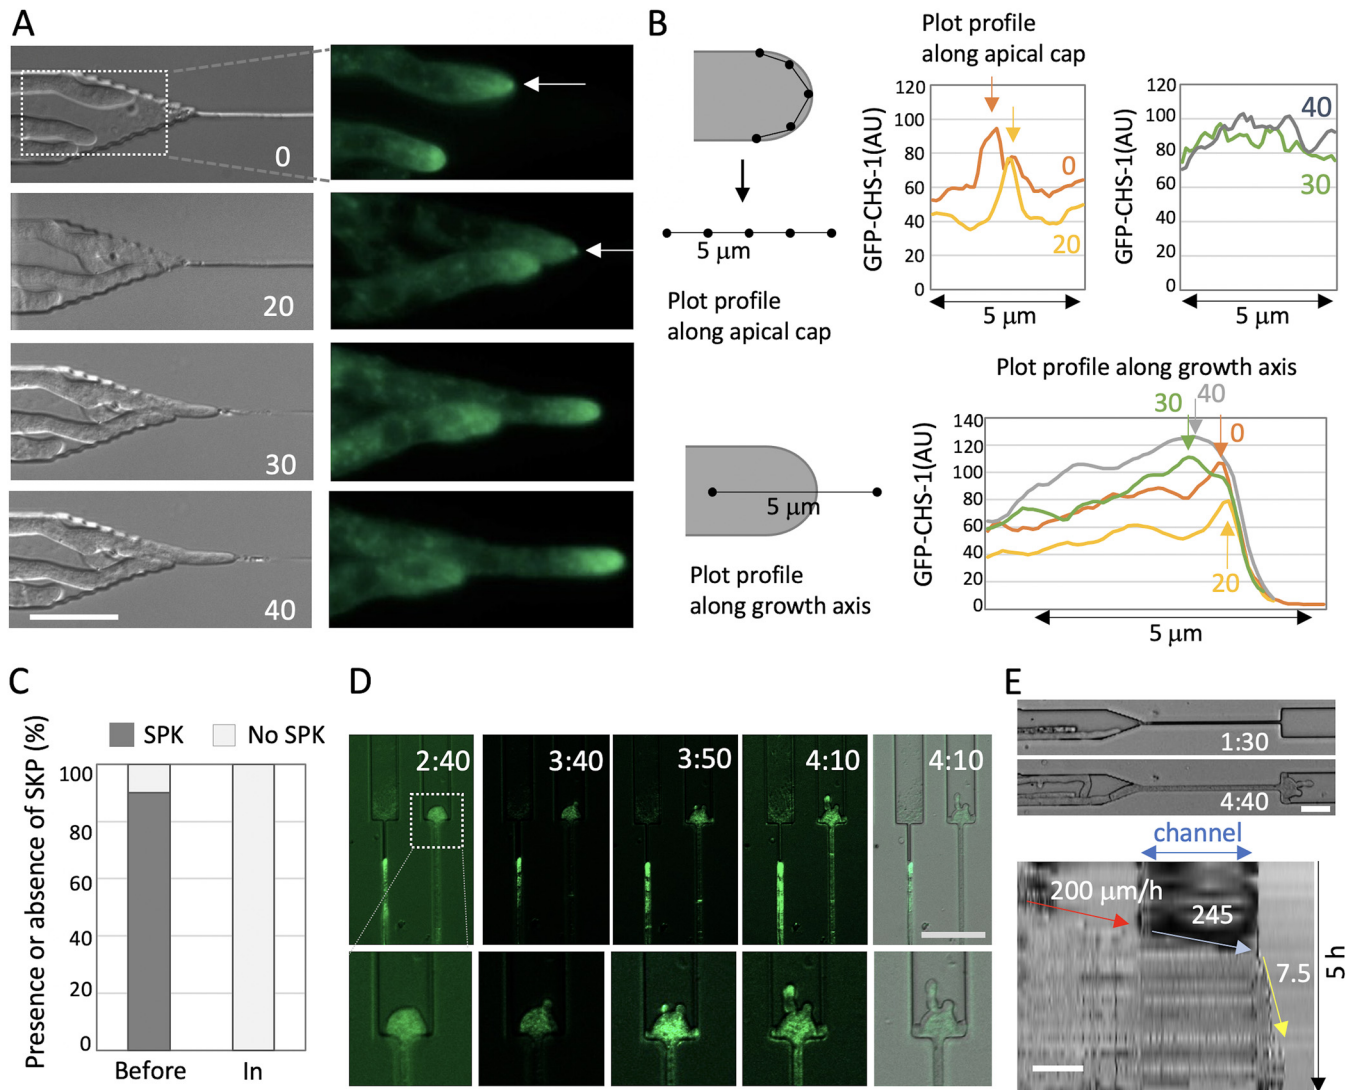 A
0
20
30
40
B
5 μm
Plot profile
along apical cap
Plot profile
along apical cap
GFP-CHS-1(AU)
120
100
80
60
40
20
0
0
20
5 μm
GFP-CHS-1(AU)
120
100
80
60
40
20
0
40
30
5 μm
5 μm
Plot profile
along growth axis
Plot profile along growth axis
GFP-CHS-1(AU)
140
120
100
80
60
40
20
0
30
40
0
20
5 μm
C
SPK
No SPK
Presence or absence of SKP (%)
100
80
60
40
20
0
Before
In
D
2:40
3:40
3:50
4:10
4:10
E
1:30
4:40
channel
200 μm/h
245
7.5
5 h